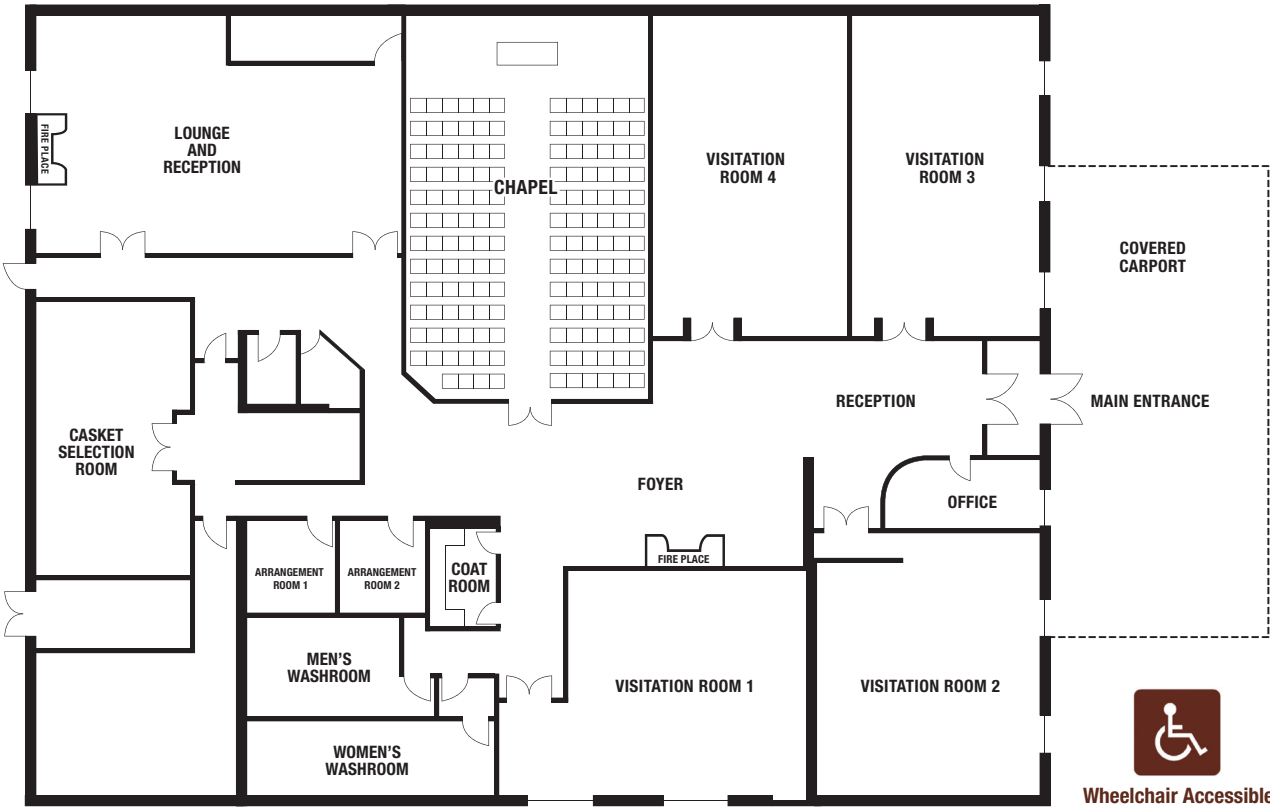 LOUNGE
AND
RECEPTION
FIRE PLACE
CHAPEL
VISITATION
ROOM 4
VISITATION
ROOM 3
COVERED
CARPORT
CASKET
SELECTION
ROOM
RECEPTION
MAIN ENTRANCE
FOYER
OFFICE
FIRE PLACE
ARRANGEMENT
ROOM 1
ARRANGEMENT
ROOM 2
COAT
ROOM
MEN'S
WASHROOM
VISITATION ROOM 1
VISITATION ROOM 2
WOMEN'S
WASHROOM
Wheelchair Accessible